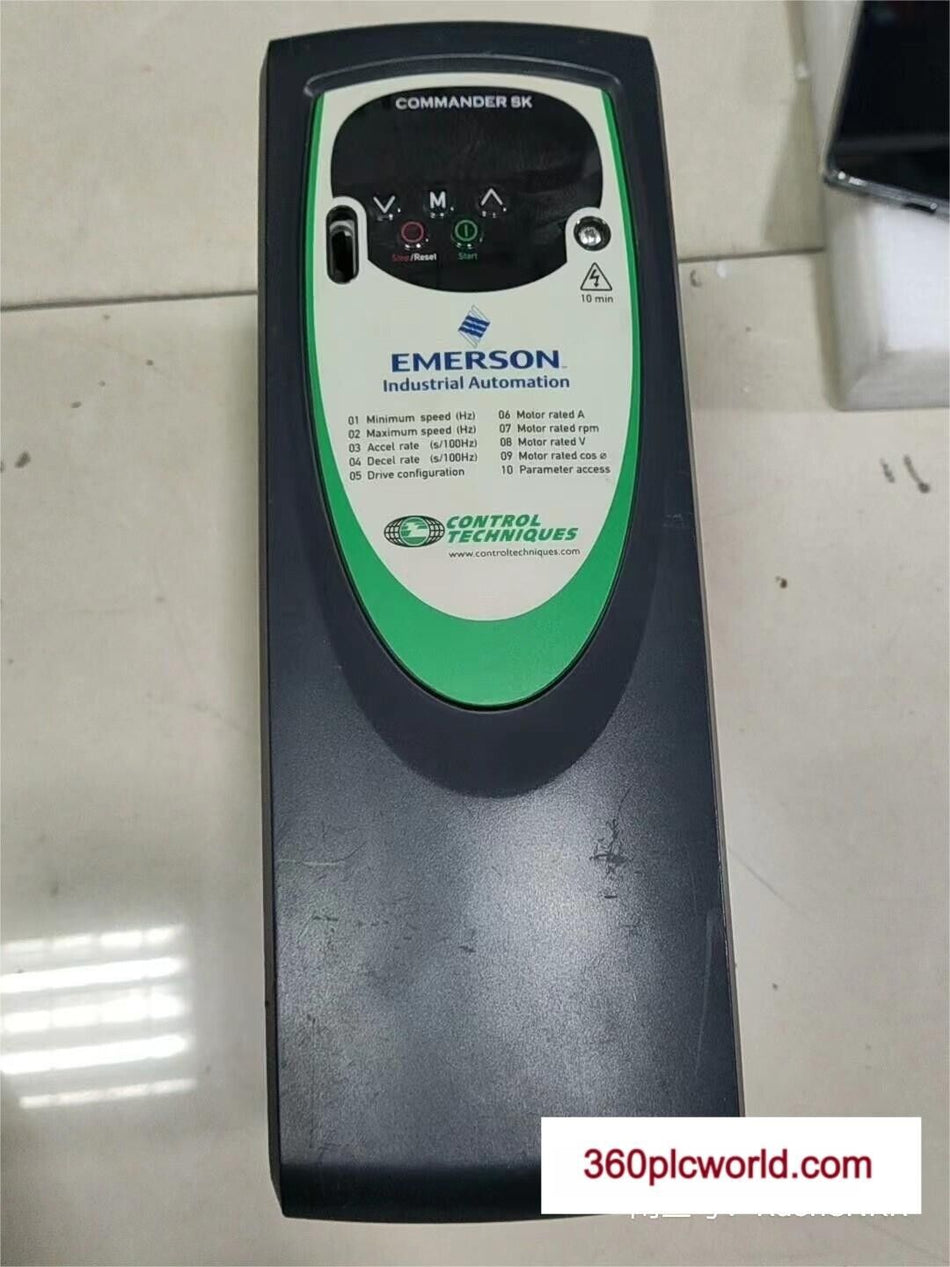 COMMANDER SK
M
Stop/Reset
Start
10 min
EMERSON
Industrial Automation
01 Minimum speed (Hz)
02 Maximum speed (Hz)
03 Accel rate (s/100Hz)
04 Decel rate (s/100Hz)
05 Drive configuration
06 Motor rated A
07 Motor rated rpm
08 Motor rated V
09 Motor rated cos ø
10 Parameter access
CONTROL
TECHNIQUES
www.controltechniques.com
360plcworld.com